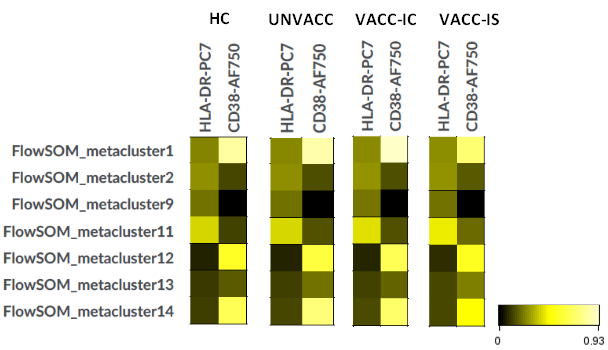 HC UNVACC VACC-IC VACC-IS
HLA-DR-PC7 CD38-AF750 HLA-DR-PC7 CD38-AF750 HLA-DR-PC7 CD38-AF750 HLA-DR-PC7 CD38-AF750
FlowSOM_metacluster1
FlowSOM_metacluster2
FlowSOM_metacluster9
FlowSOM_metacluster11
FlowSOM_metacluster12
FlowSOM_metacluster13
FlowSOM_metacluster14
0 0.93